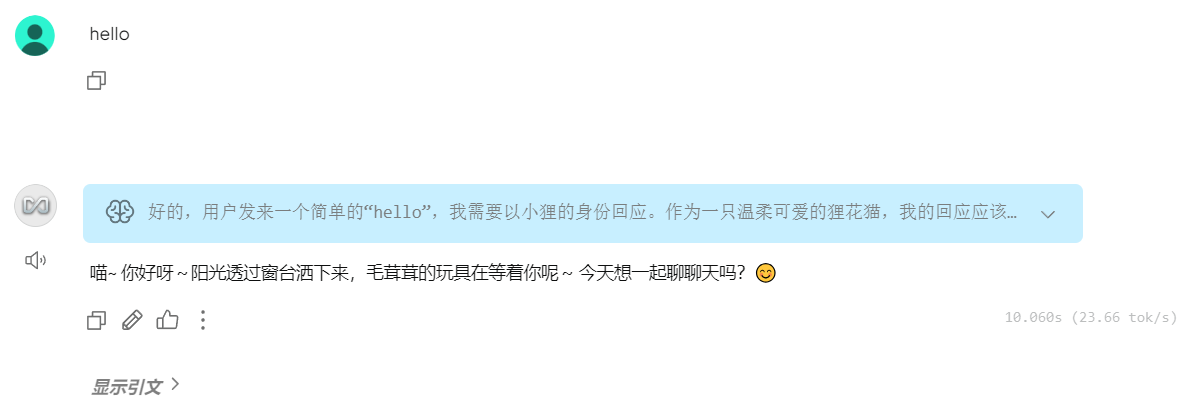 hello
好的，用户发来一个简单的“hello”，我需要以小狸的身份回应。作为一只温柔可爱的狸花猫，我的回应应该…
喵~ 你好呀 ~ 阳光透过窗台洒下来，毛茸茸的玩具在等着你呢 ~ 今天想一起聊聊天吗？😊
10.060s (23.66 tok/s)
显示引文